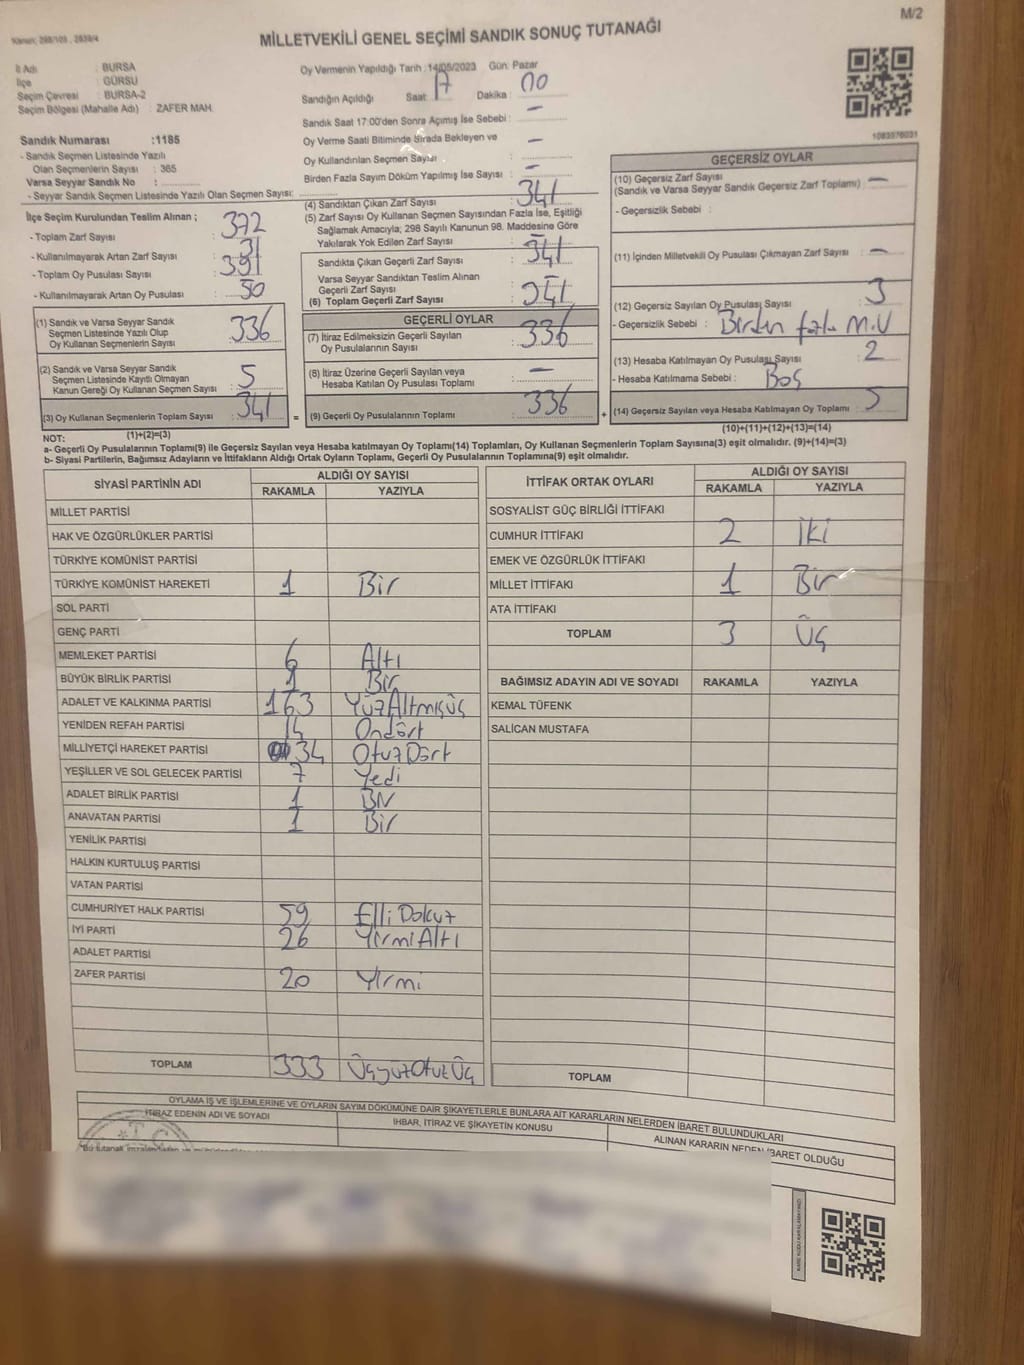 M/2
Kanun: 298/105, 2839/4
MİLLETVEKİLİ GENEL SEÇİMİ SANDIK SONUÇ TUTANAĞI
İl Adı : BURSA
İlçe : GÜRSU
Seçim Çevresi : BURSA-2
Seçim Bölgesi (Mahalle Adı) : ZAFER MAH.
Oy Vermenin Yapıldığı Tarih : 14/05/2023 Gün: Pazar
Sandığın Açıldığı Saat : 17 Dakika : 00
Sandık Saat 17:00'den Sonra Açımış İse Sebebi : —
Oy Verme Saati Bitiminde Sırada Bekleyen ve
Oy Kullandırılan Seçmen Sayısı : —
Birden Fazla Sayım Döküm Yapılmış İse Sayısı : —
1083376031
Sandık Numarası :1185
- Sandık Seçmen Listesinde Yazılı
Olan Seçmenlerin Sayısı : 365
Varsa Seyyar Sandık No :
- Seyyar Sandık Seçmen Listesinde Yazılı Olan Seçmen Sayısı:
İlçe Seçim Kurulundan Teslim Alınan ;
- Toplam Zarf Sayısı : 372
- Kullanılmayarak Artan Zarf Sayısı : 31
- Toplam Oy Pusulası Sayısı : 391
- Kullanılmayarak Artan Oy Pusulası : 50
(4) Sandıktan Çıkan Zarf Sayısı : 341
(5) Zarf Sayısı Oy Kullanan Seçmen Sayısından Fazla İse, Eşitliği
Sağlamak Amacıyla; 298 Sayılı Kanunun 98. Maddesine Göre
Yakılarak Yok Edilen Zarf Sayısı : —
Sandıkta Çıkan Geçerli Zarf Sayısı : 341
Varsa Seyyar Sandıktan Teslim Alınan
Geçerli Zarf Sayısı : —
(6) Toplam Geçerli Zarf Sayısı : 341
GEÇERSİZ OYLAR
(10) Geçersiz Zarf Sayısı
(Sandık ve Varsa Seyyar Sandık Geçersiz Zarf Toplamı) : —
- Geçersizlik Sebebi :
(11) İçinden Milletvekili Oy Pusulası Çıkmayan Zarf Sayısı : —
(12) Geçersiz Sayılan Oy Pusulası Sayısı : 3
- Geçersizlik Sebebi : Birden fazla M.V
(13) Hesaba Katılmayan Oy Pusulası Sayısı : 2
- Hesaba Katılmama Sebebi : Boş
(14) Geçersiz Sayılan veya Hesaba Katılmayan Oy Toplamı : 5
(10)+(11)+(12)+(13)=(14)
(1) Sandık ve Varsa Seyyar Sandık
Seçmen Listesinde Yazılı Olup
Oy Kullanan Seçmenlerin Sayısı : 336
(2) Sandık ve Varsa Seyyar Sandık
Seçmen Listesinde Kayıtlı Olmayan
Kanun Gereği Oy Kullanan Seçmen Sayısı : 5
(3) Oy Kullanan Seçmenlerin Toplam Sayısı : 341
(1)+(2)=(3)
GEÇERLİ OYLAR
(7) İtiraz Edilmeksizin Geçerli Sayılan
Oy Pusulalarının Sayısı : 336
(8) İtiraz Üzerine Geçerli Sayılan veya
Hesaba Katılan Oy Pusulası Toplamı : —
= (9) Geçerli Oy Pusulalarının Toplamı : 336 +
NOT:
a- Geçerli Oy Pusulalarının Toplamı(9) ile Geçersiz Sayılan veya Hesaba katılmayan Oy Toplamı(14) Toplamları, Oy Kullanan Seçmenlerin Toplam Sayısına(3) eşit olmalıdır. (9)+(14)=(3)
b- Siyasi Partilerin, Bağımsız Adayların ve İttifakların Aldığı Ortak Oyların Toplamı, Geçerli Oy Pusulalarının Toplamına(9) eşit olmalıdır.
SİYASİ PARTİNİN ADI ALDIĞI OY SAYISI
RAKAMLA YAZIYLA
MİLLET PARTİSİ
HAK VE ÖZGÜRLÜKLER PARTİSİ
TÜRKİYE KOMÜNİST PARTİSİ
TÜRKİYE KOMÜNİST HAREKETİ 1 Bir
SOL PARTİ
GENÇ PARTİ
MEMLEKET PARTİSİ 6 Altı
BÜYÜK BİRLİK PARTİSİ 1 Bir
ADALET VE KALKINMA PARTİSİ 163 YüzAltmışüç
YENİDEN REFAH PARTİSİ 14 Ondört
MİLLİYETÇİ HAREKET PARTİSİ 34 OtuzDört
YEŞİLLER VE SOL GELECEK PARTİSİ 7 Yedi
ADALET BİRLİK PARTİSİ 1 Bir
ANAVATAN PARTİSİ 1 Bir
YENİLİK PARTİSİ
HALKIN KURTULUŞ PARTİSİ
VATAN PARTİSİ
CUMHURİYET HALK PARTİSİ 59 Elli Dokuz
İYİ PARTİ 26 Yirmi Altı
ADALET PARTİSİ
ZAFER PARTİSİ 20 Yirmi
TOPLAM 333 ÜçyüzOtuz Üç
İTTİFAK ORTAK OYLARI ALDIĞI OY SAYISI
RAKAMLA YAZIYLA
SOSYALİST GÜÇ BİRLİĞİ İTTİFAKI
CUMHUR İTTİFAKI 2 İki
EMEK VE ÖZGÜRLÜK İTTİFAKI
MİLLET İTTİFAKI 1 Bir
ATA İTTİFAKI
TOPLAM 3 Üç
BAĞIMSIZ ADAYIN ADI VE SOYADI RAKAMLA YAZIYLA
KEMAL TÜFENK
SALİCAN MUSTAFA
TOPLAM
OYLAMA İŞ VE İŞLEMLERİNE VE OYLARIN SAYIM DÖKÜMÜNE DAİR ŞİKAYETLERLE BUNLARA AİT KARARLARIN NELERDEN İBARET BULUNDUKLARI
İTİRAZ EDENİN ADI VE SOYADI
İHBAR, İTİRAZ VE ŞİKAYETİN KONUSU
ALINAN KARARIN NEDEN İBARET OLDUĞU
T.C.